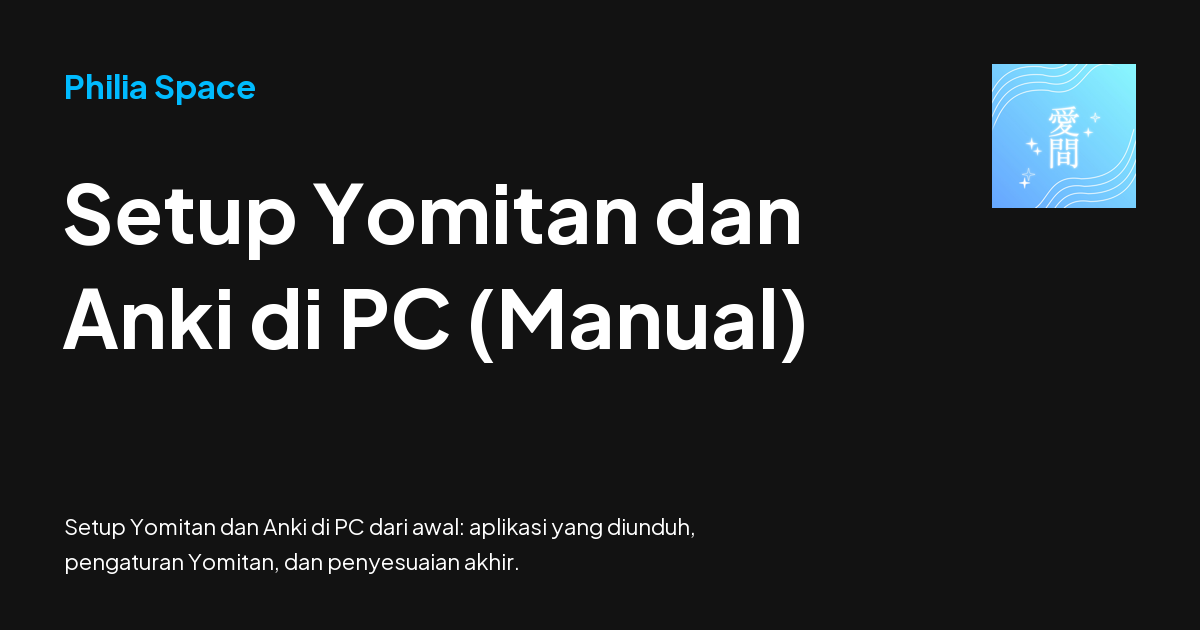 Philia Space
愛
間
Setup Yomitan dan
Anki di PC (Manual)
Setup Yomitan dan Anki di PC dari awal: aplikasi yang diunduh,
pengaturan Yomitan, dan penyesuaian akhir.